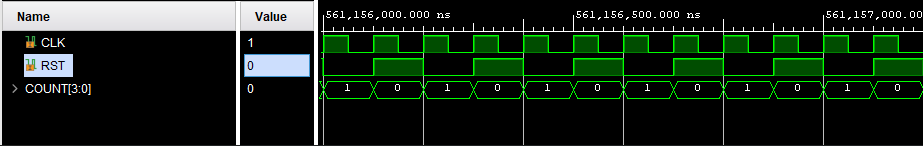 Name Value 561,156,000.000 ns 561,156,500.000 ns 561,157,000.000
CLK 1
RST 0
COUNT[3:0] 0 1 0 1 0 1 0 1 0 1 0 1 0